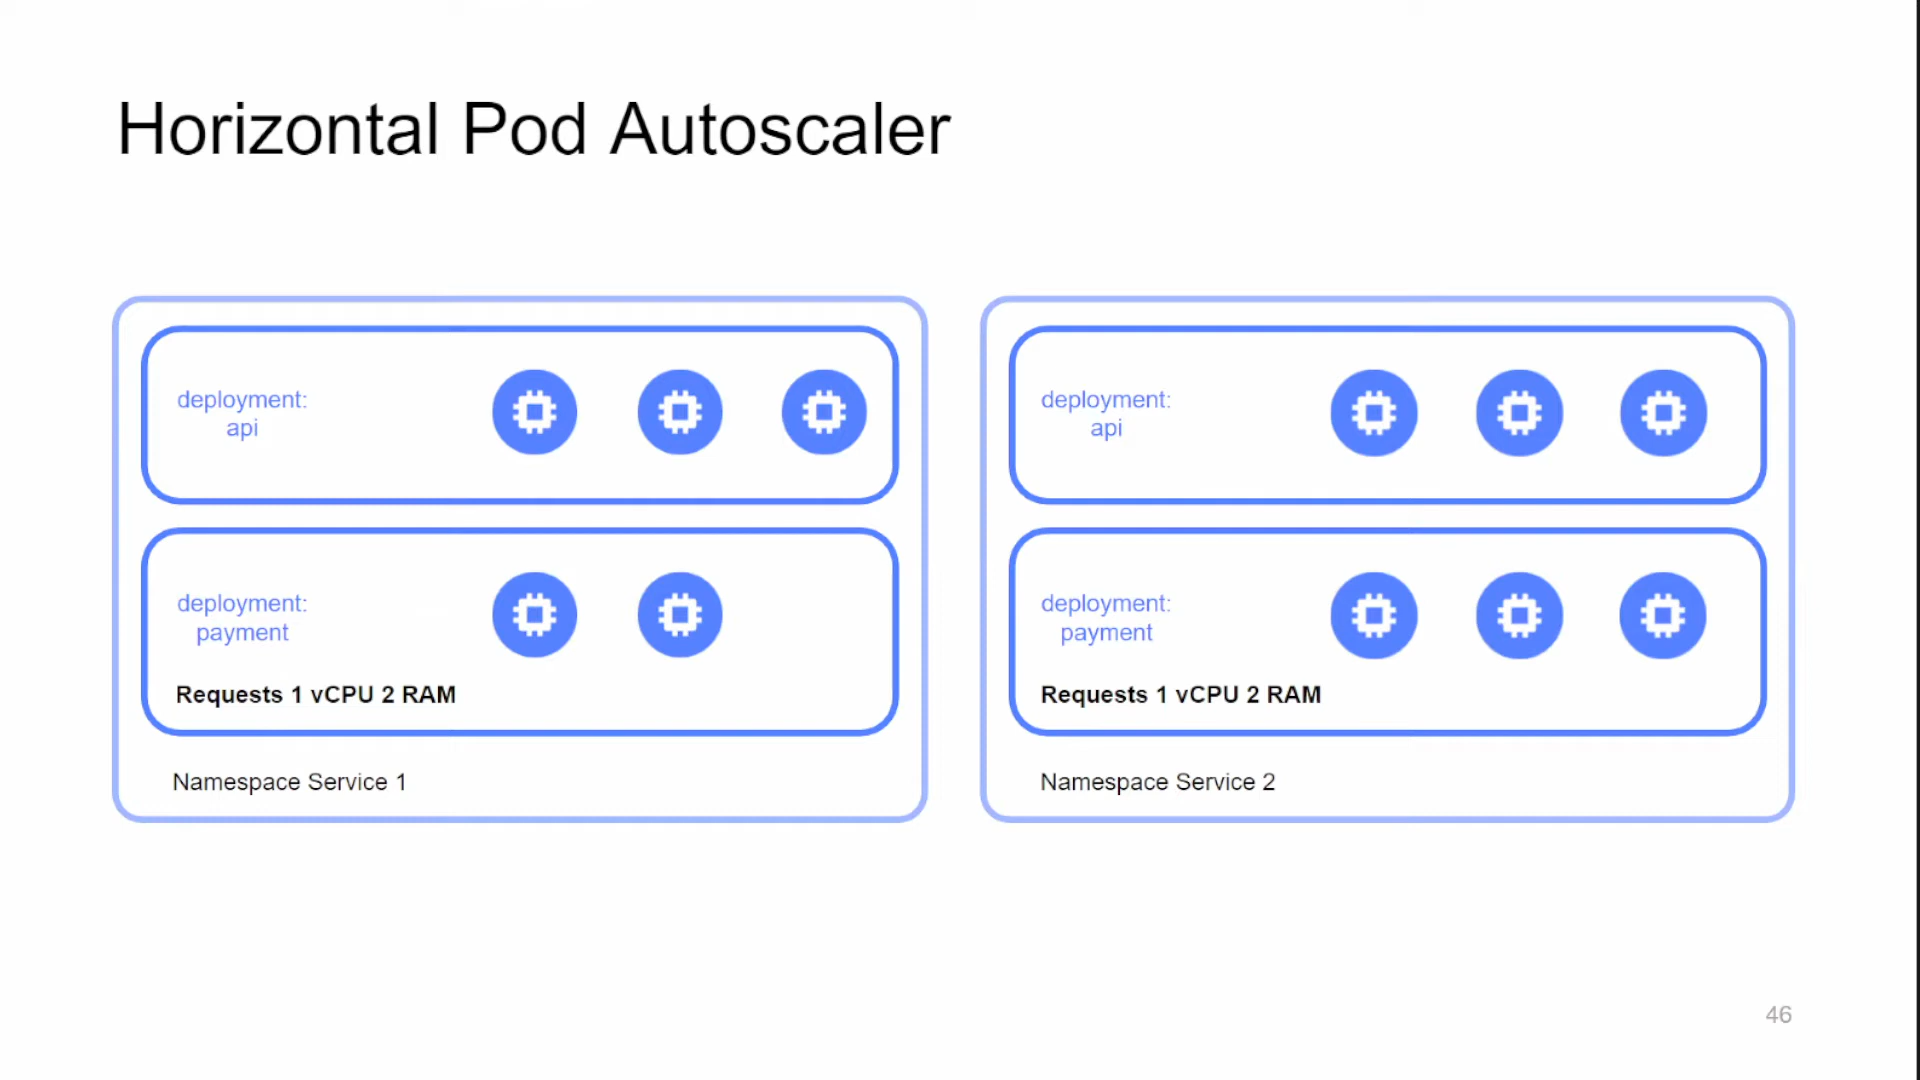 Horizontal Pod Autoscaler
deployment:
api
deployment:
payment
Requests 1 vCPU 2 RAM
Namespace Service 1
deployment:
api
deployment:
payment
Requests 1 vCPU 2 RAM
Namespace Service 2
46